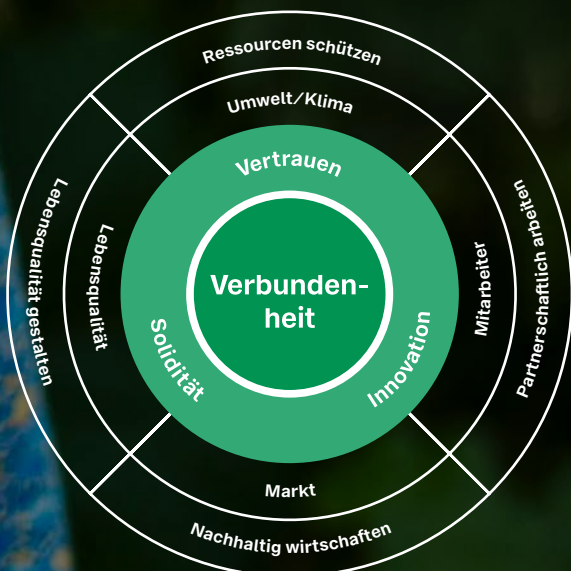 Ressourcen schützen
Umwelt/Klima
Vertrauen
Lebensqualität gestalten
Lebensqualität
Verbunden-
heit
Mitarbeiter
Partnerschaftlich arbeiten
Solidität
Innovation
Markt
Nachhaltig wirtschaften